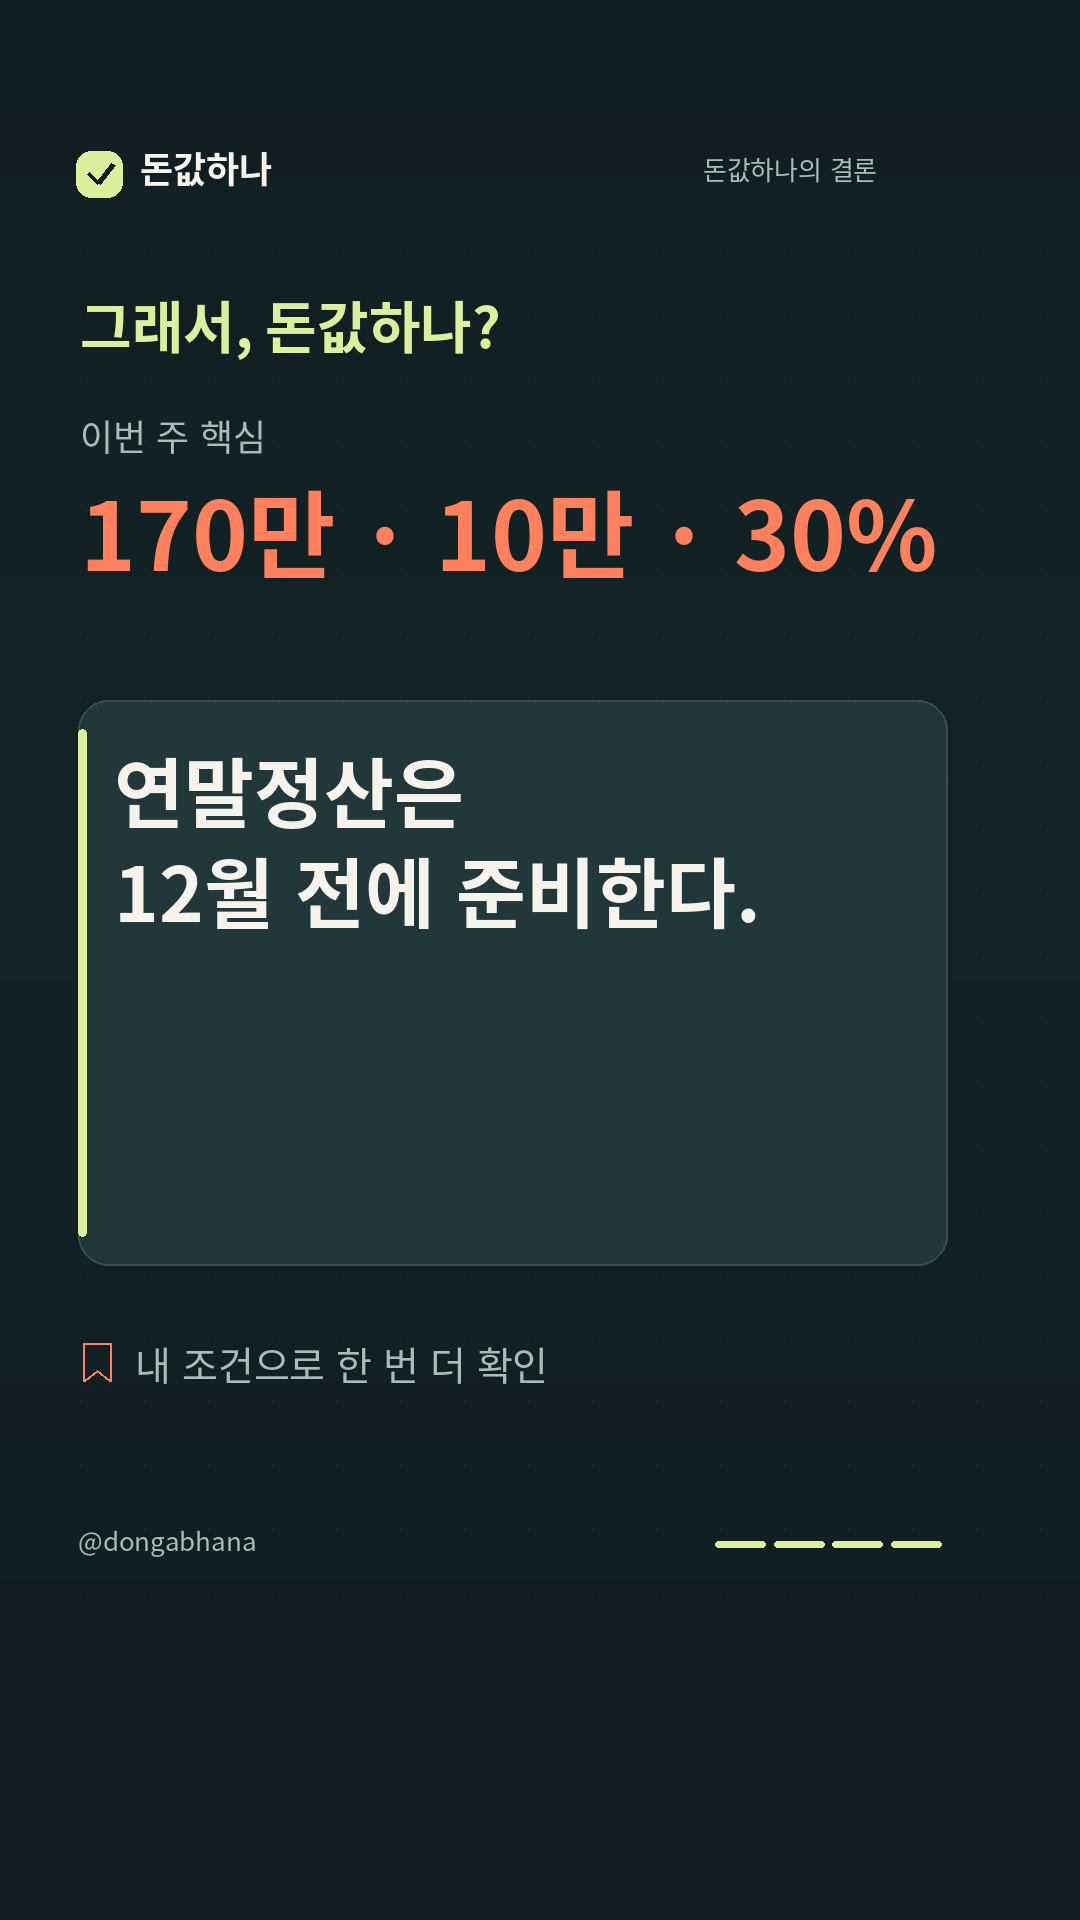 돈값하나
돈값하나의 결론
그래서, 돈값하나?
이번 주 핵심
170만 · 10만 · 30%
연말정산은
12월 전에 준비한다.
내 조건으로 한 번 더 확인
@dongabhana